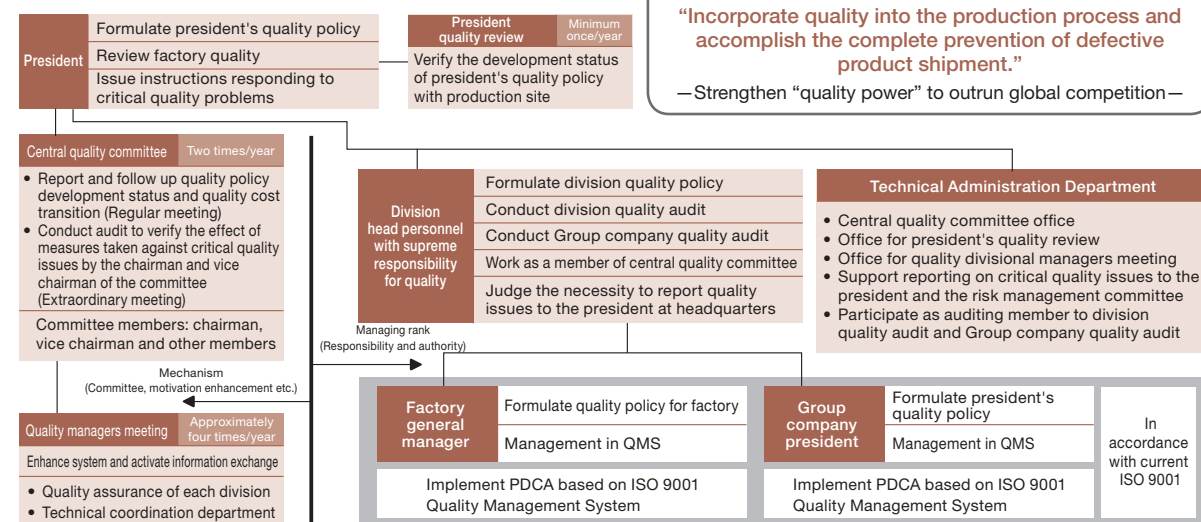 “Incorporate quality into the production process and
accomplish the complete prevention of defective
product shipment.”
—Strengthen “quality power” to outrun global competition—
President
Formulate president's quality policy
Review factory quality
Issue instructions responding to
critical quality problems
President
quality review
Minimum
once/year
Verify the development status
of president's quality policy
with production site
Central quality committee
Two times/year
• Report and follow up quality policy
development status and quality cost
transition (Regular meeting)
• Conduct audit to verify the effect of
measures taken against critical quality
issues by the chairman and vice
chairman of the committee
(Extraordinary meeting)
Committee members: chairman,
vice chairman and other members
Division
head personnel
with supreme
responsibility
for quality
Formulate division quality policy
Conduct division quality audit
Conduct Group company quality audit
Work as a member of central quality committee
Judge the necessity to report quality
issues to the president at headquarters
Technical Administration Department
• Central quality committee office
• Office for president's quality review
• Office for quality divisional managers meeting
• Support reporting on critical quality issues to the
president and the risk management committee
• Participate as auditing member to division
quality audit and Group company quality audit
Managing rank
(Responsibility and authority)
Mechanism
(Committee, motivation enhancement etc.)
Quality managers meeting
Approximately
four times/year
Enhance system and activate information exchange
• Quality assurance of each division
• Technical coordination department
Factory
general
manager
Formulate quality policy for factory
Management in QMS
Implement PDCA based on ISO 9001
Quality Management System
Group
company
president
Formulate president's
quality policy
Management in QMS
Implement PDCA based on ISO 9001
Quality Management System
In
accordance
with current
ISO 9001